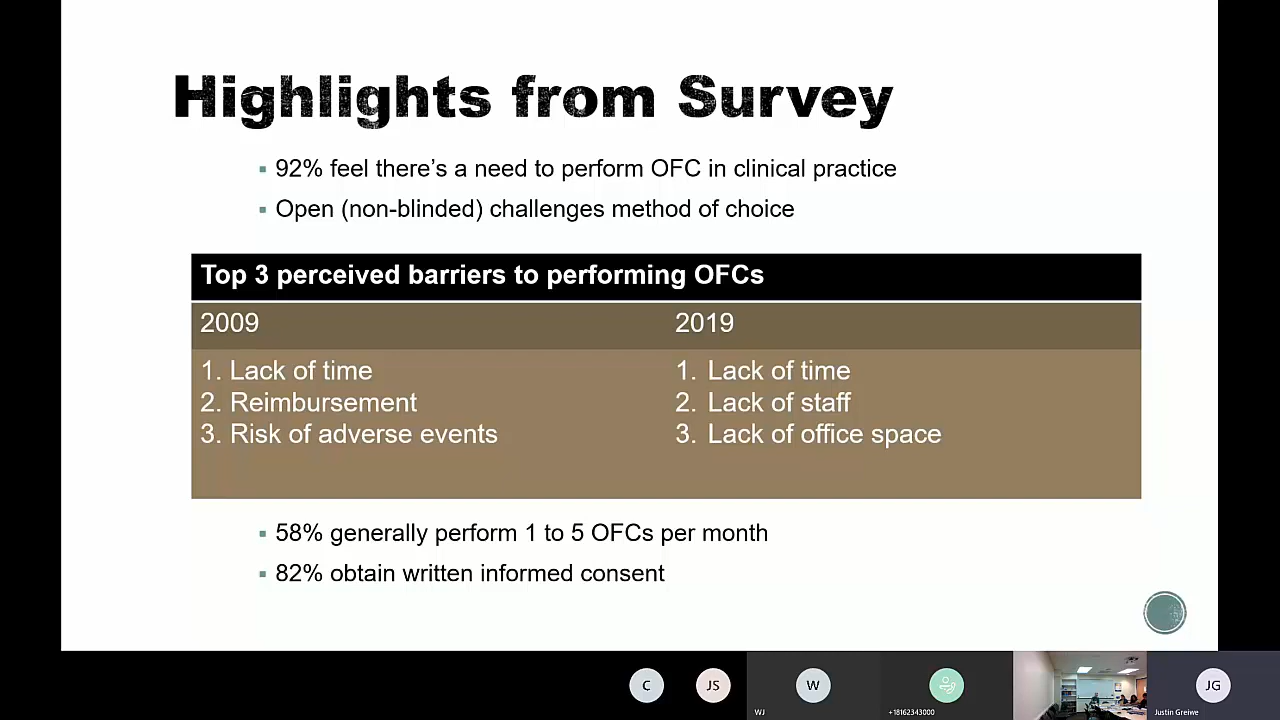 Highlights from Survey
▪ 92% feel there's a need to perform OFC in clinical practice
▪ Open (non-blinded) challenges method of choice
Top 3 perceived barriers to performing OFCs
2009 2019
1. Lack of time 1. Lack of time
2. Reimbursement 2. Lack of staff
3. Risk of adverse events 3. Lack of office space
▪ 58% generally perform 1 to 5 OFCs per month
▪ 82% obtain written informed consent
C JS W JG
WJ +18162343000 Justin Greiwe